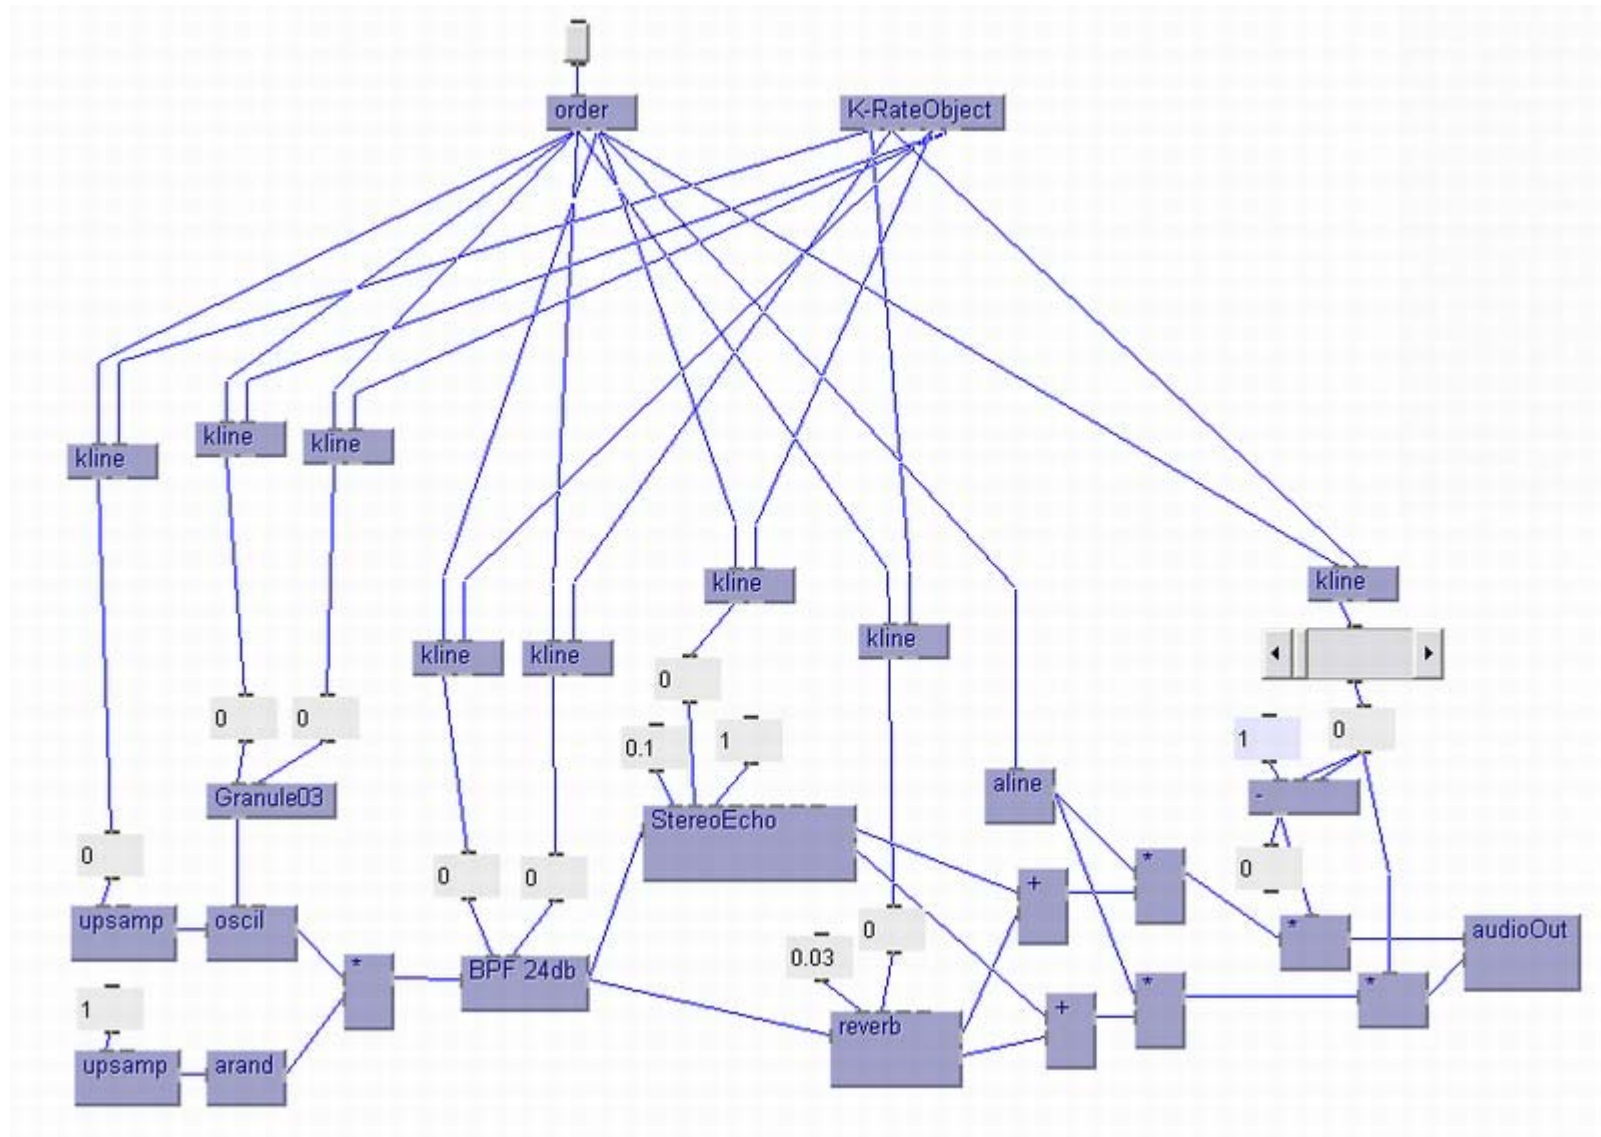 order
K-RateObject
kline
kline
kline
kline
kline
kline
kline
kline
0
0
0
0.1
1
1
0
Granule03
aline
-
StereoEcho
0
0
0
*
0
+
upsamp
oscil
0
*
audioOut
0.03
*
BPF 24db
*
*
1
+
reverb
upsamp
arand